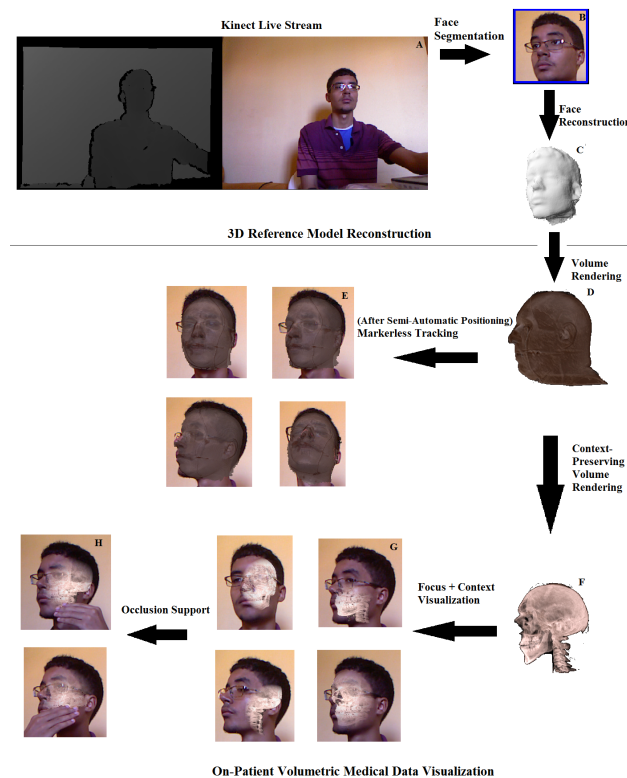 Kinect Live Stream
A
Face
Segmentation
B
Face
Reconstruction
C
3D Reference Model Reconstruction
Volume
Rendering
D
E
(After Semi-Automatic Positioning)
Markerless Tracking
Context-
Preserving
Volume
Rendering
F
Focus + Context
Visualization
G
Occlusion Support
H
On-Patient Volumetric Medical Data Visualization